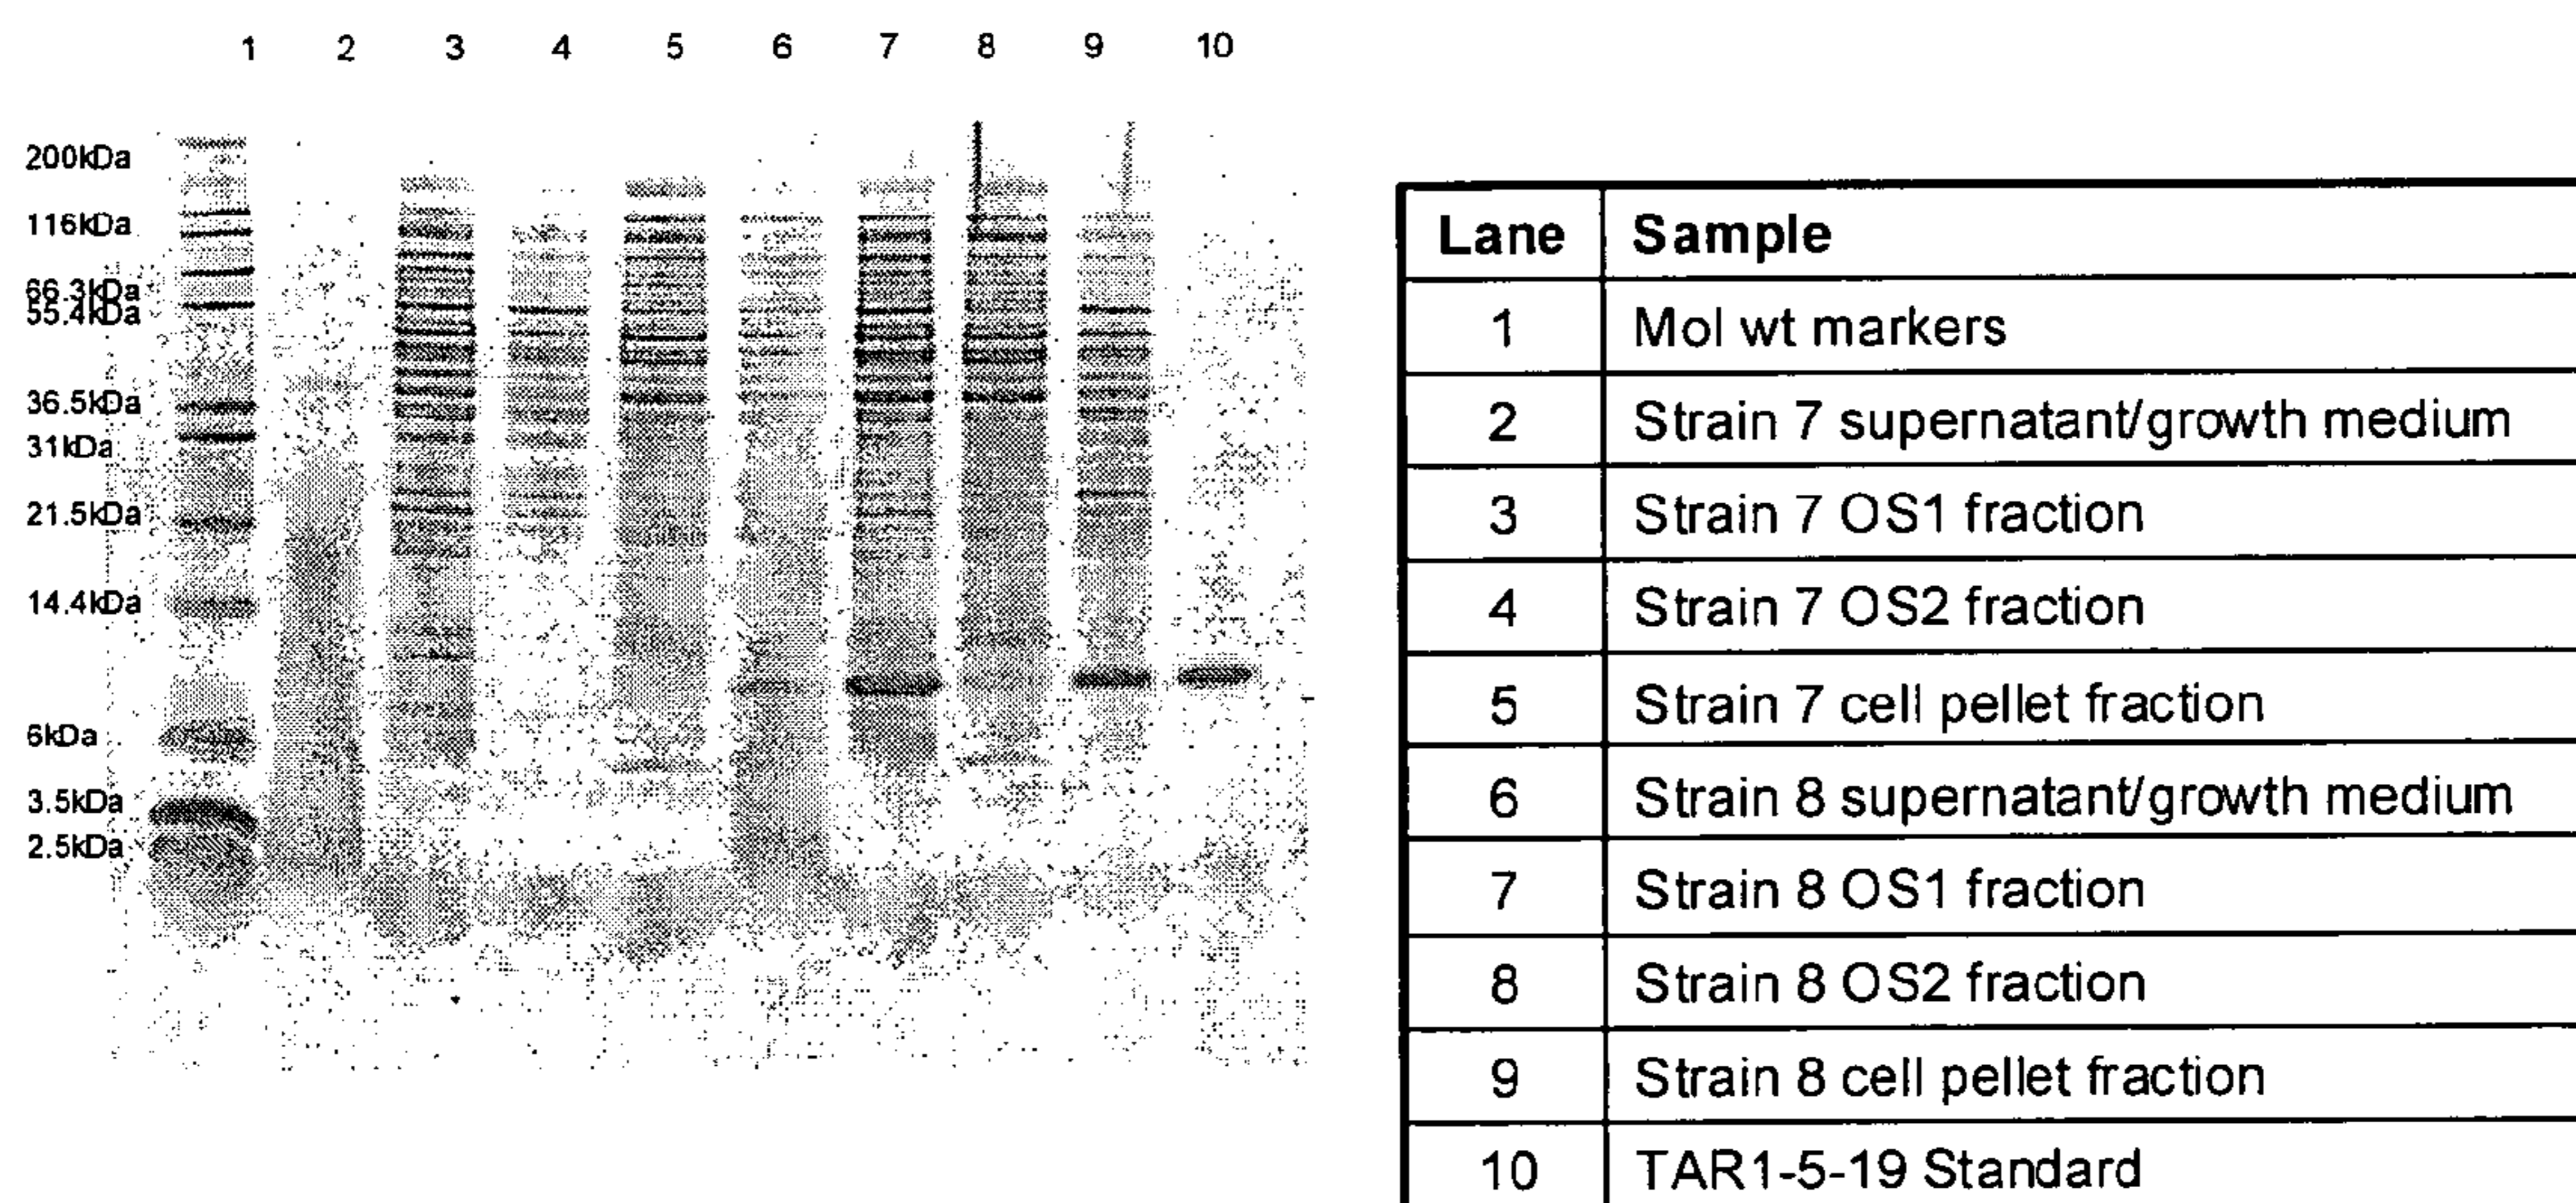 1 2 3 4 5 6 7 8 9 10
200kDa
116kDa
66.3kDa
55.4kDa
36.5kDa
31kDa
21.5kDa
14.4kDa
6kDa
3.5kDa
2.5kDa
Lane Sample
1 Mol wt markers
2 Strain 7 supernatant/growth medium
3 Strain 7 OS1 fraction
4 Strain 7 OS2 fraction
5 Strain 7 cell pellet fraction
6 Strain 8 supernatant/growth medium
7 Strain 8 OS1 fraction
8 Strain 8 OS2 fraction
9 Strain 8 cell pellet fraction
10 TAR1-5-19 Standard